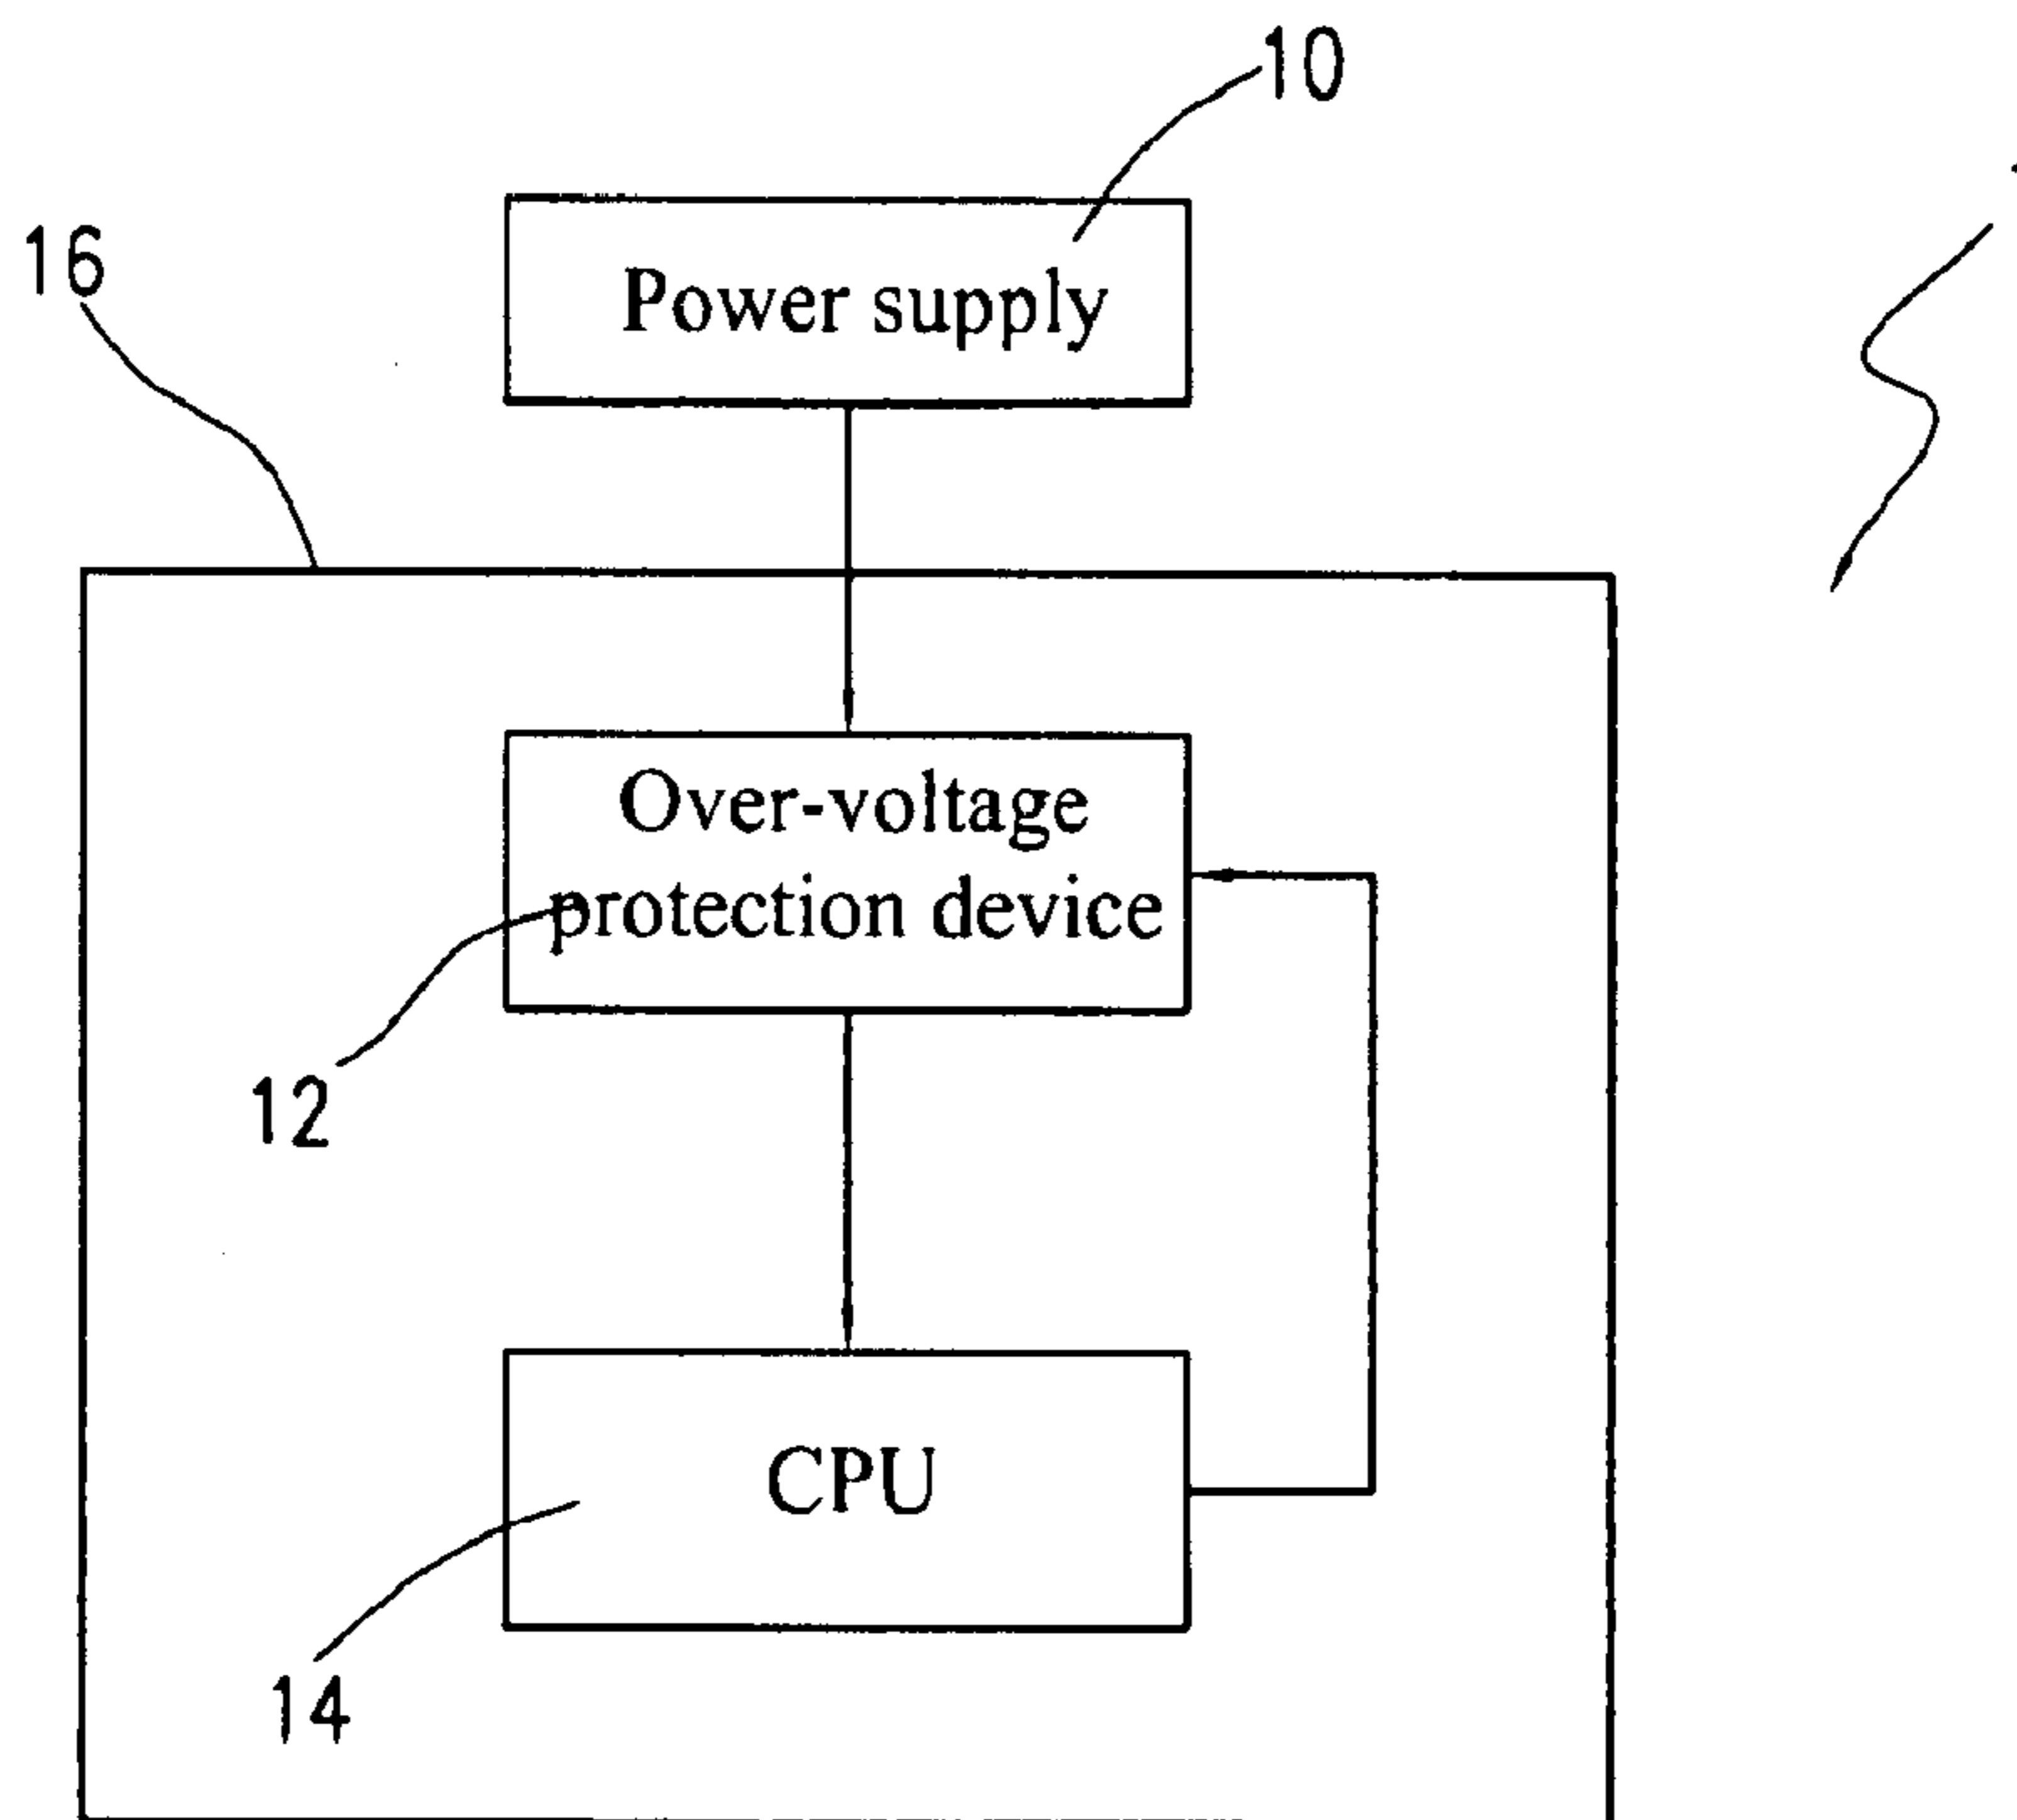 10
16
Power supply
Over-voltage
protection device
12
CPU
14